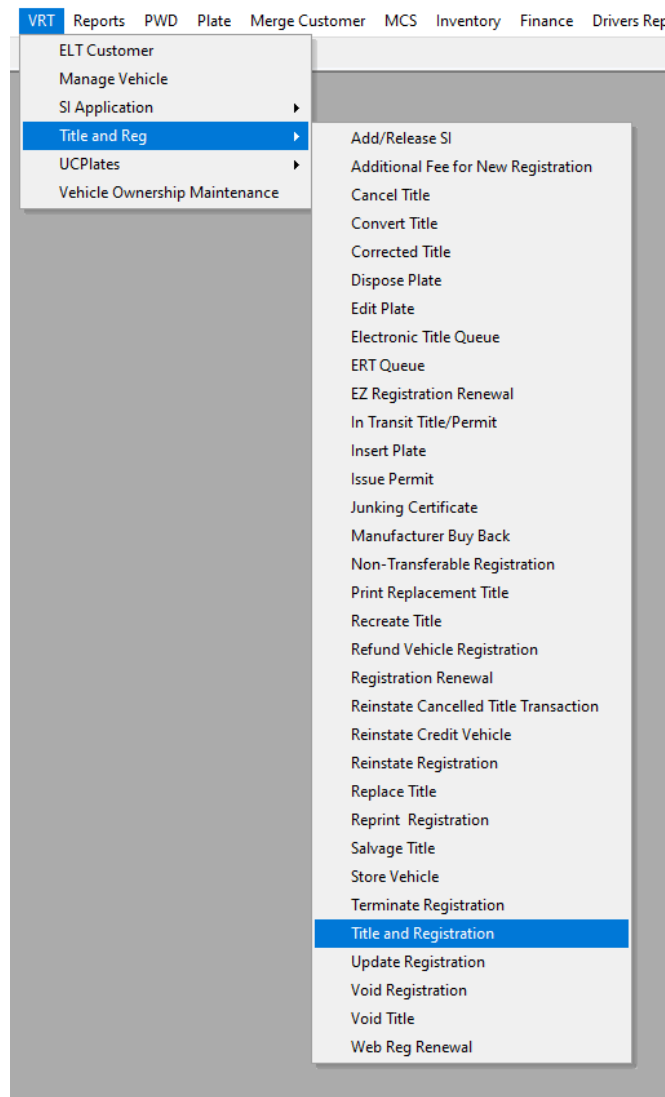 VRT Reports PWD Plate Merge Customer MCS Inventory Finance Drivers Rep
ELT Customer
Manage Vehicle
SI Application
Title and Reg
UCPlates
Vehicle Ownership Maintenance
Add/Release SI
Additional Fee for New Registration
Cancel Title
Convert Title
Corrected Title
Dispose Plate
Edit Plate
Electronic Title Queue
ERT Queue
EZ Registration Renewal
In Transit Title/Permit
Insert Plate
Issue Permit
Junking Certificate
Manufacturer Buy Back
Non-Transferable Registration
Print Replacement Title
Recreate Title
Refund Vehicle Registration
Registration Renewal
Reinstate Cancelled Title Transaction
Reinstate Credit Vehicle
Reinstate Registration
Replace Title
Reprint  Registration
Salvage Title
Store Vehicle
Terminate Registration
Title and Registration
Update Registration
Void Registration
Void Title
Web Reg Renewal